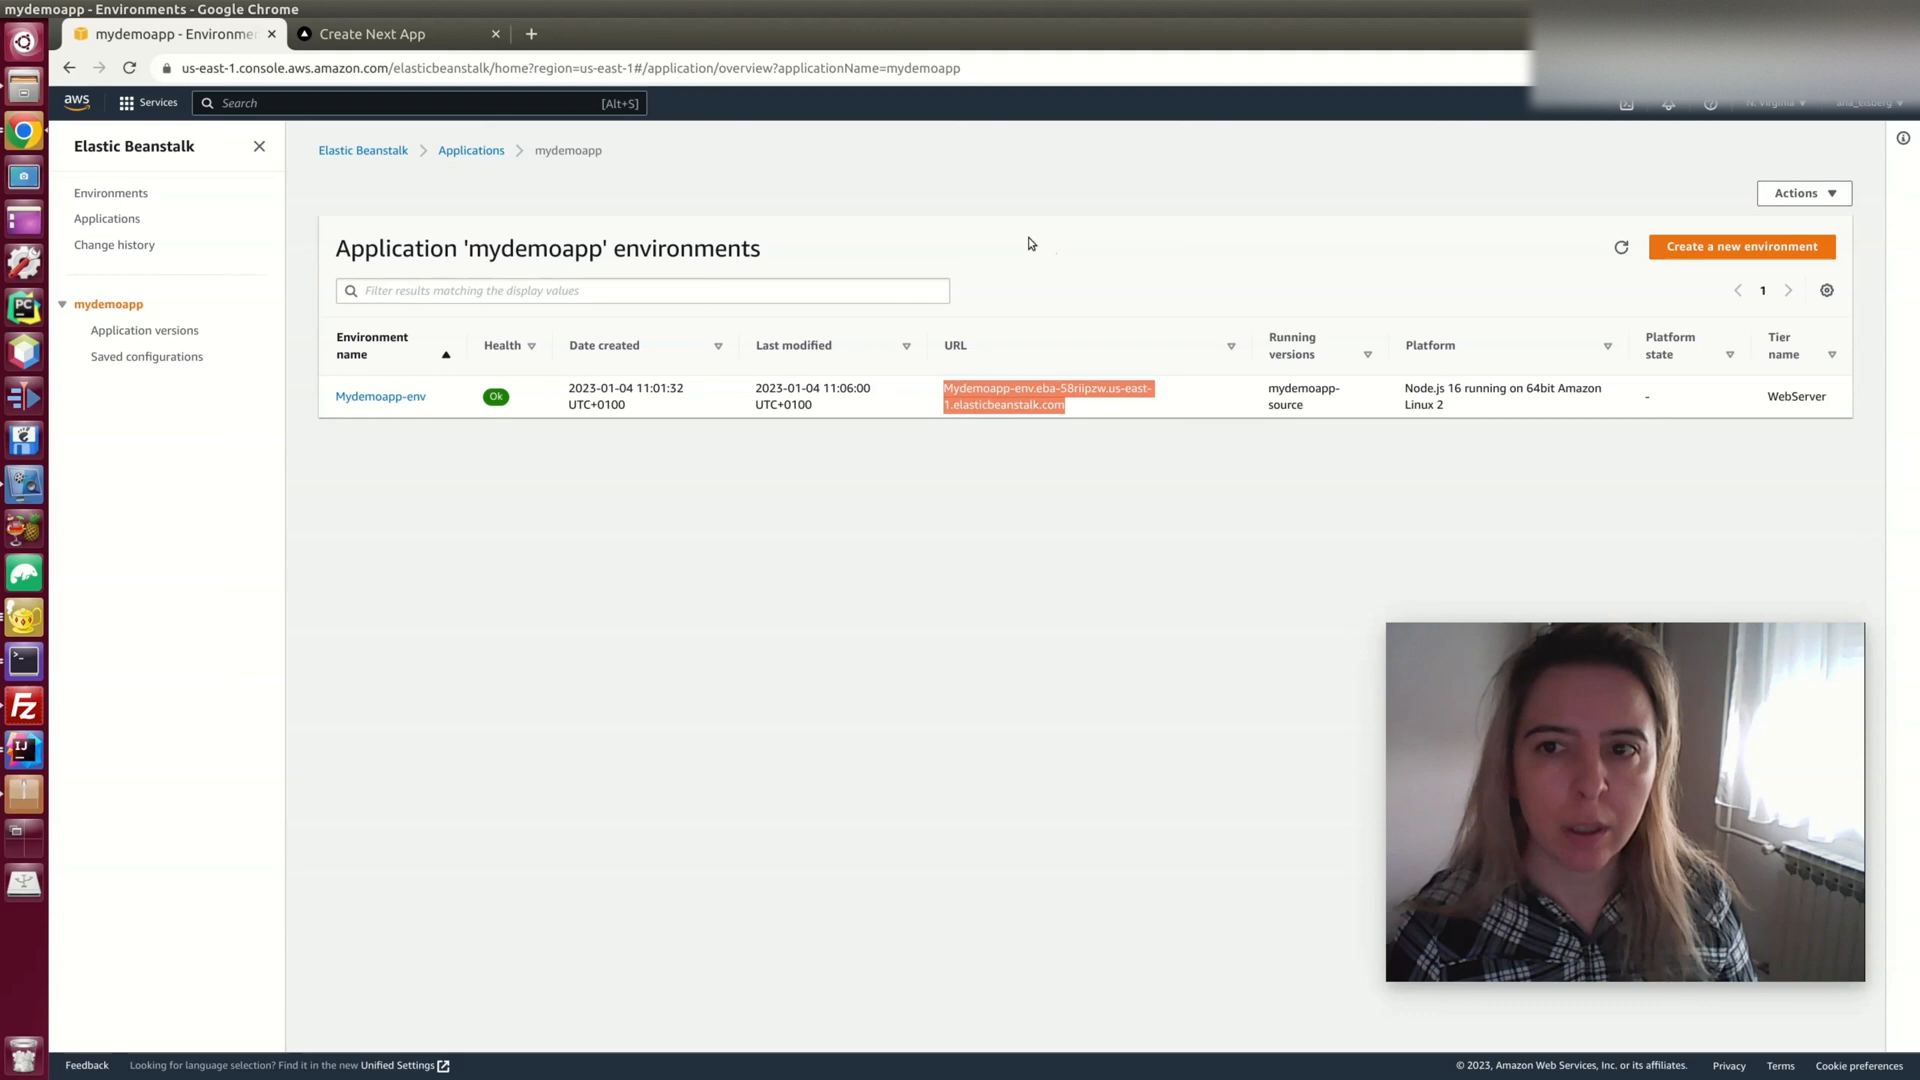 mydemoapp - Environments - Google Chrome
mydemoapp - Environme
Create Next App
us-east-1.console.aws.amazon.com/elasticbeanstalk/home?region=us-east-1#/application/overview?applicationName=mydemoapp
aws
Services
Search
[Alt+S]
N. Virginia
ana_elsberg
Elastic Beanstalk
Environments
Applications
Change history
mydemoapp
Application versions
Saved configurations
Elastic Beanstalk
Applications
mydemoapp
Actions
Application 'mydemoapp' environments
Create a new environment
Filter results matching the display values
1
Environment name
Health
Date created
Last modified
URL
Running versions
Platform
Platform state
Tier name
Mydemoapp-env
Ok
2023-01-04 11:01:32
UTC+0100
2023-01-04 11:06:00
UTC+0100
Mydemoapp-env.eba-58riipzw.us-east-
1.elasticbeanstalk.com
mydemoapp-
source
Node.js 16 running on 64bit Amazon
Linux 2
-
WebServer
PC
Fz
IJ
Feedback
Looking for language selection? Find it in the new Unified Settings
© 2023, Amazon Web Services, Inc. or its affiliates.
Privacy
Terms
Cookie preferences